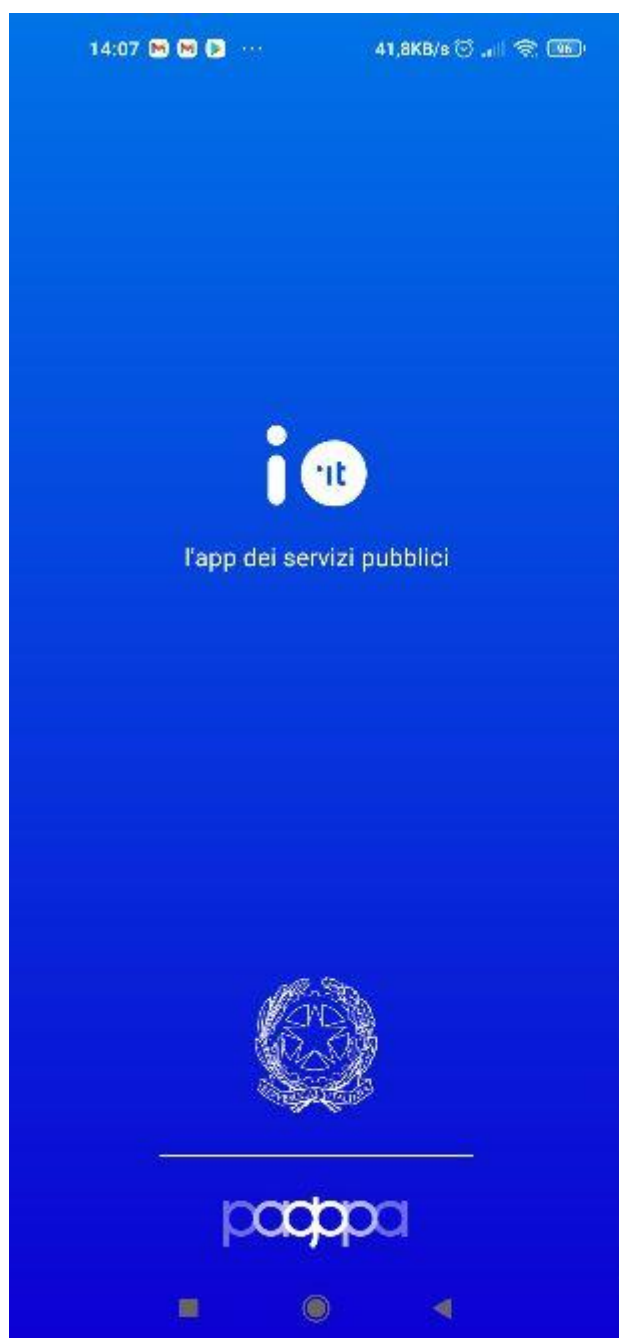 14:07 ... 41,8KB/s 96
io
.it
l'app dei servizi pubblici
pagopa